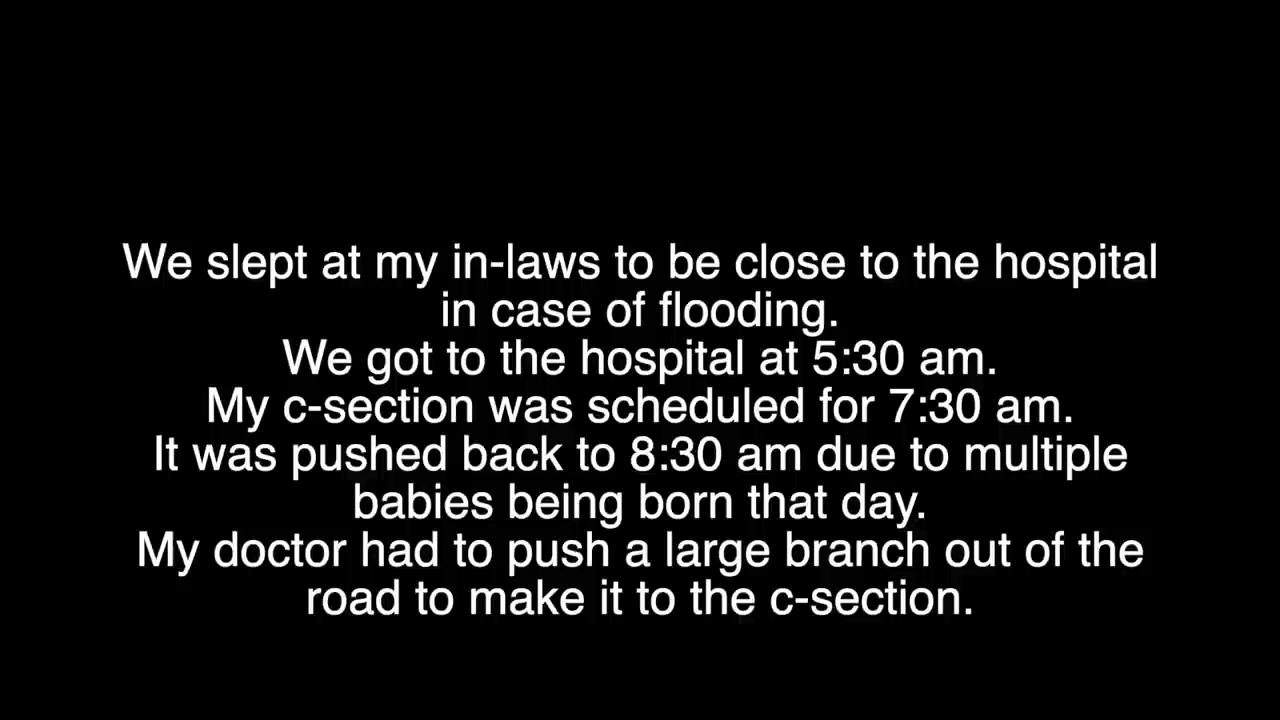 We slept at my in-laws to be close to the hospital
in case of flooding.
We got to the hospital at 5:30 am.
My c-section was scheduled for 7:30 am.
It was pushed back to 8:30 am due to multiple
babies being born that day.
My doctor had to push a large branch out of the
road to make it to the c-section.